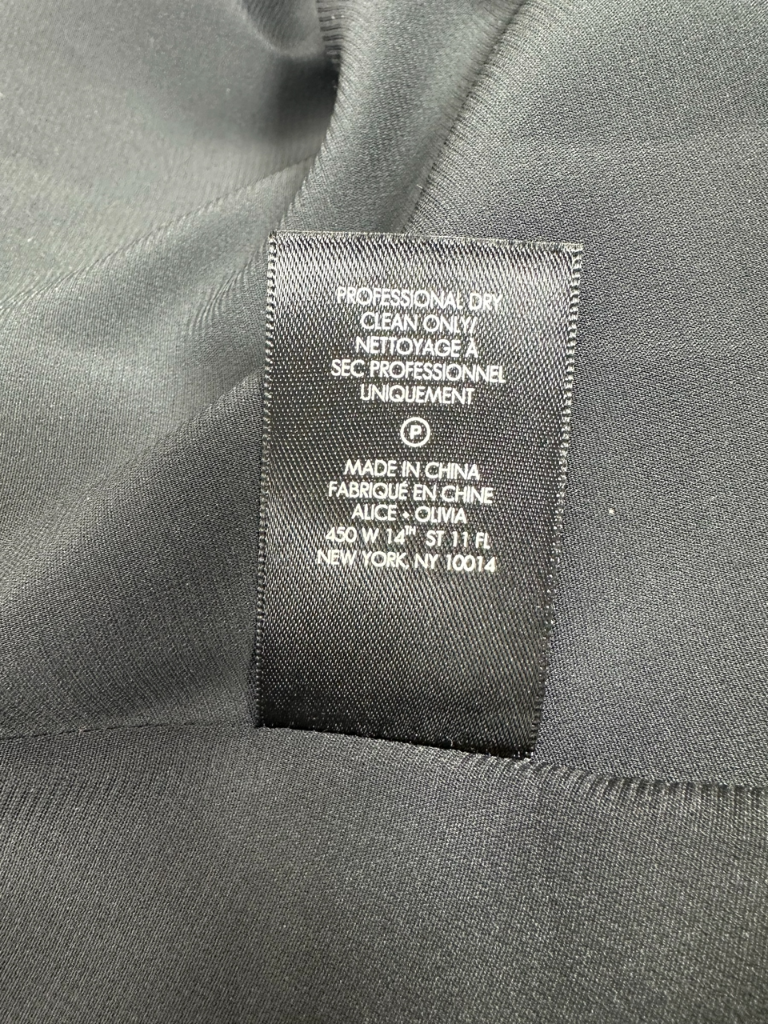 PROFESSIONAL DRY
CLEAN ONLY/
NETTOYAGE À
SEC PROFESSIONNEL
UNIQUEMENT
P
MADE IN CHINA
FABRIQUÉ EN CHINE
ALICE + OLIVIA
450 W 14TH ST 11 FL
NEW YORK, NY 10014